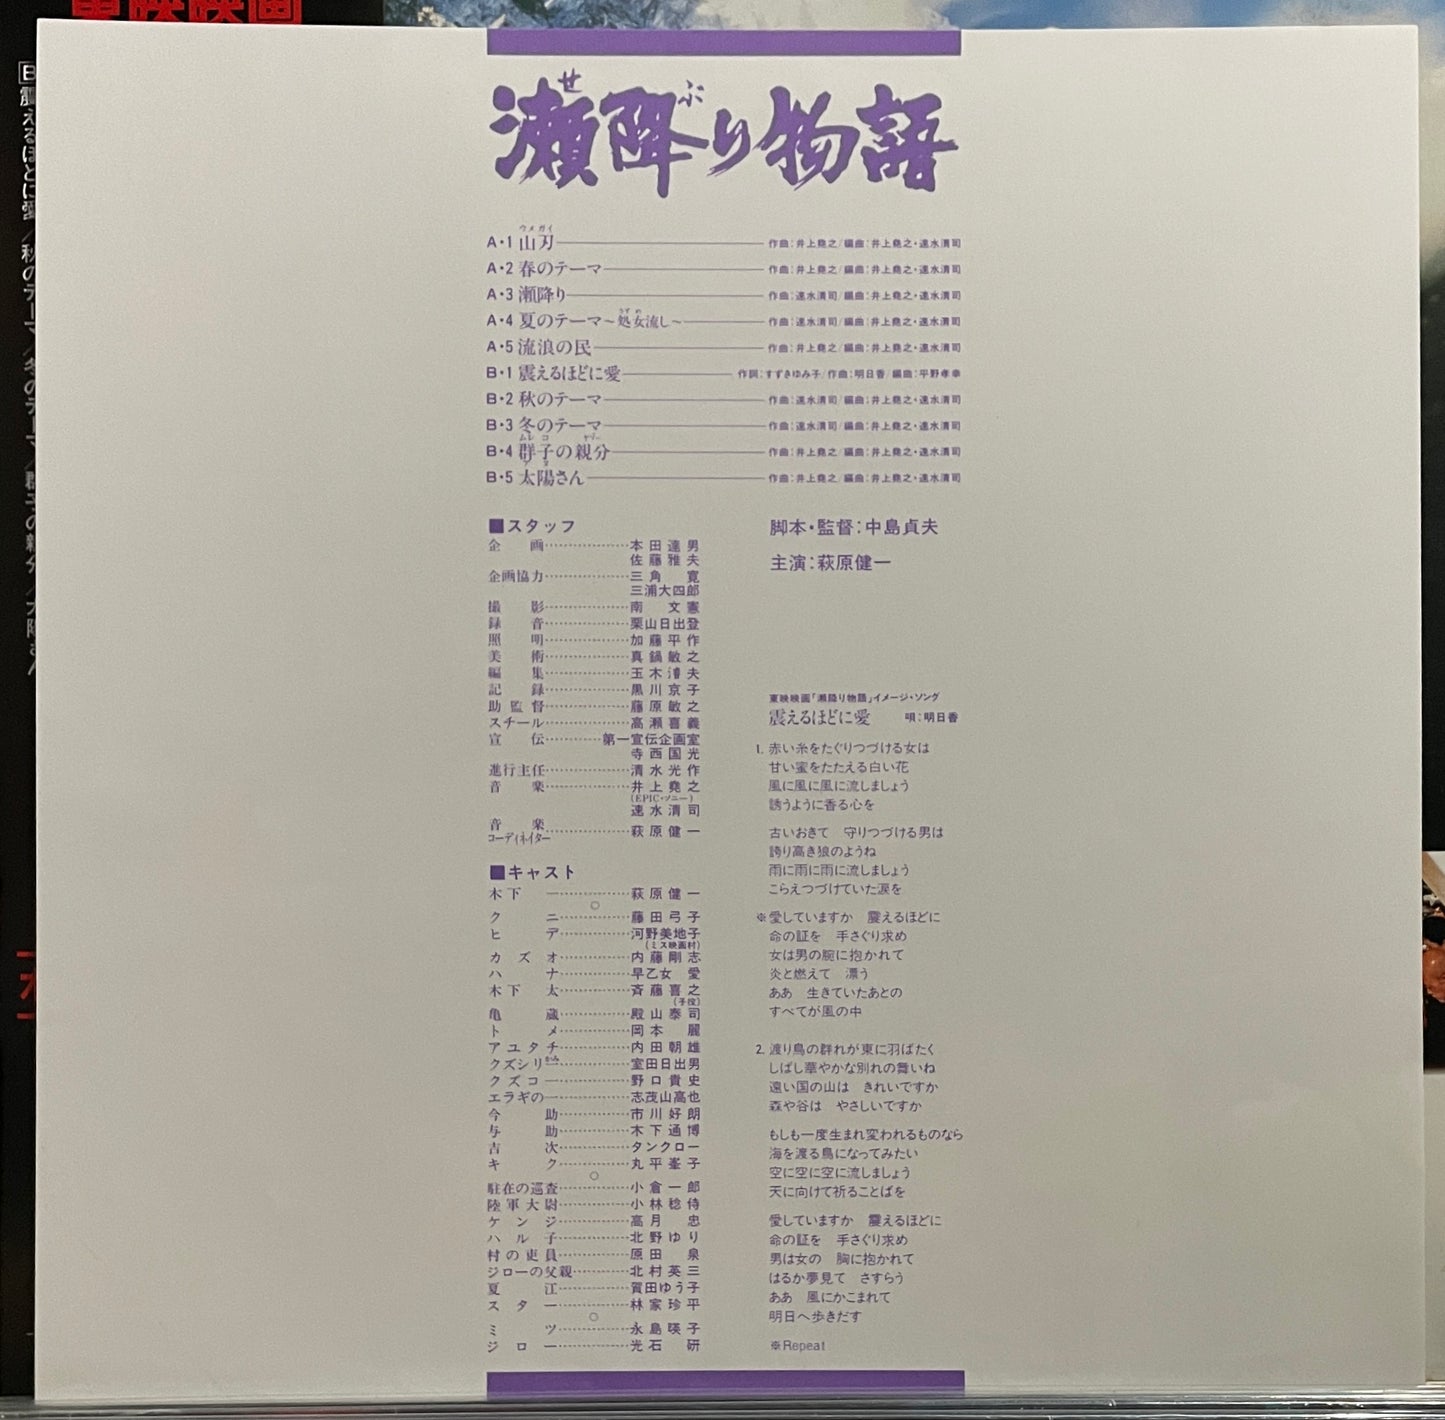 東映映画
せ ぶ
瀬降り物語
ウメガイ
A・1 山刃 作曲:井上堯之/編曲:井上堯之・速水清司
A・2 春のテーマ 作曲:井上堯之/編曲:井上堯之・速水清司
A・3 瀬降り 作曲:速水清司/編曲:井上堯之・速水清司
A・4 夏のテーマ〜処女流し〜 作曲:速水清司/編曲:井上堯之・速水清司
A・5 流浪の民 作曲:井上堯之/編曲:井上堯之・速水清司
B・1 震えるほどに愛 作詞:すずきゆみ子/作曲:明日香/編曲:平野孝幸
B・2 秋のテーマ 作曲:速水清司/編曲:井上堯之・速水清司
B・3 冬のテーマ 作曲:速水清司/編曲:井上堯之・速水清司
ムレコ ヤゾー
B・4 群子の親分 作曲:井上堯之/編曲:井上堯之・速水清司
B・5 太陽さん 作曲:井上堯之/編曲:井上堯之・速水清司
■スタッフ
企画 本田達男
佐藤雅夫
企画協力 三角寛
三浦大四郎
撮影 南文憲
録音 栗山日出登
照明 加藤平作
美術 真鍋敏之
編集 玉木濬夫
記録 黒川京子
助監督 藤原敏之
スチール 高瀬喜義
宣伝 第一宣伝企画室
寺西国光
進行主任 清水光作
音楽 井上堯之
(EPIC・ソニー)
速水清司
音楽
コーディネイター 萩原健一
■キャスト
木下一 萩原健一
○
クニ 藤田弓子
ヒデ 河野美地子
(ミス映画村)
カズオ 内藤剛志
ハナ 早乙女愛
木下太 斉藤喜之
(子役)
亀蔵 殿山泰司
トメ 岡本麗
アユタチ 内田朝雄
クズシリ 室田日出男
クズコ 野口貴史
エラギの一 志茂山高也
今助 市川好朗
与助 木下通博
吉次 タンクロー
キク 丸平峯子
○
駐在の巡査 小倉一郎
陸軍大尉 小林稔侍
ケンジ 高月忠
ハル子 北野ゆり
村の吏員 原田泉
ジローの父親 北村英三
夏江 賀田ゆう子
スター 林家珍平
○
ミツ 永島暎子
ジロー 光石研
脚本・監督:中島貞夫
主演:萩原健一
東映映画「瀬降り物語」イメージ・ソング
震えるほどに愛 唄:明日香
1. 赤い糸をたぐりつづける女は
甘い蜜をたたえる白い花
風に風に風に流しましょう
誘うように香る心を
古いおきて 守りつづける男は
誇り高き狼のようね
雨に雨に雨に流しましょう
こらえつづけていた涙を
※愛していますか 震えるほどに
命の証を 手さぐり求め
女は男の腕に抱かれて
炎と燃えて 漂う
ああ 生きていたあとの
すべてが風の中
2. 渡り鳥の群れが東に羽ばたく
しばし華やかな別れの舞いね
遠い国の山は きれいですか
森や谷は やさしいですか
もしも一度生まれ変われるものなら
海を渡る鳥になってみたい
空に空に空に流しましょう
天に向けて祈ることばを
愛していますか 震えるほどに
命の証を 手さぐり求め
男は女の 胸に抱かれて
はるか夢見て さすらう
ああ 風にかこまれて
明日へ歩きだす
※Repeat